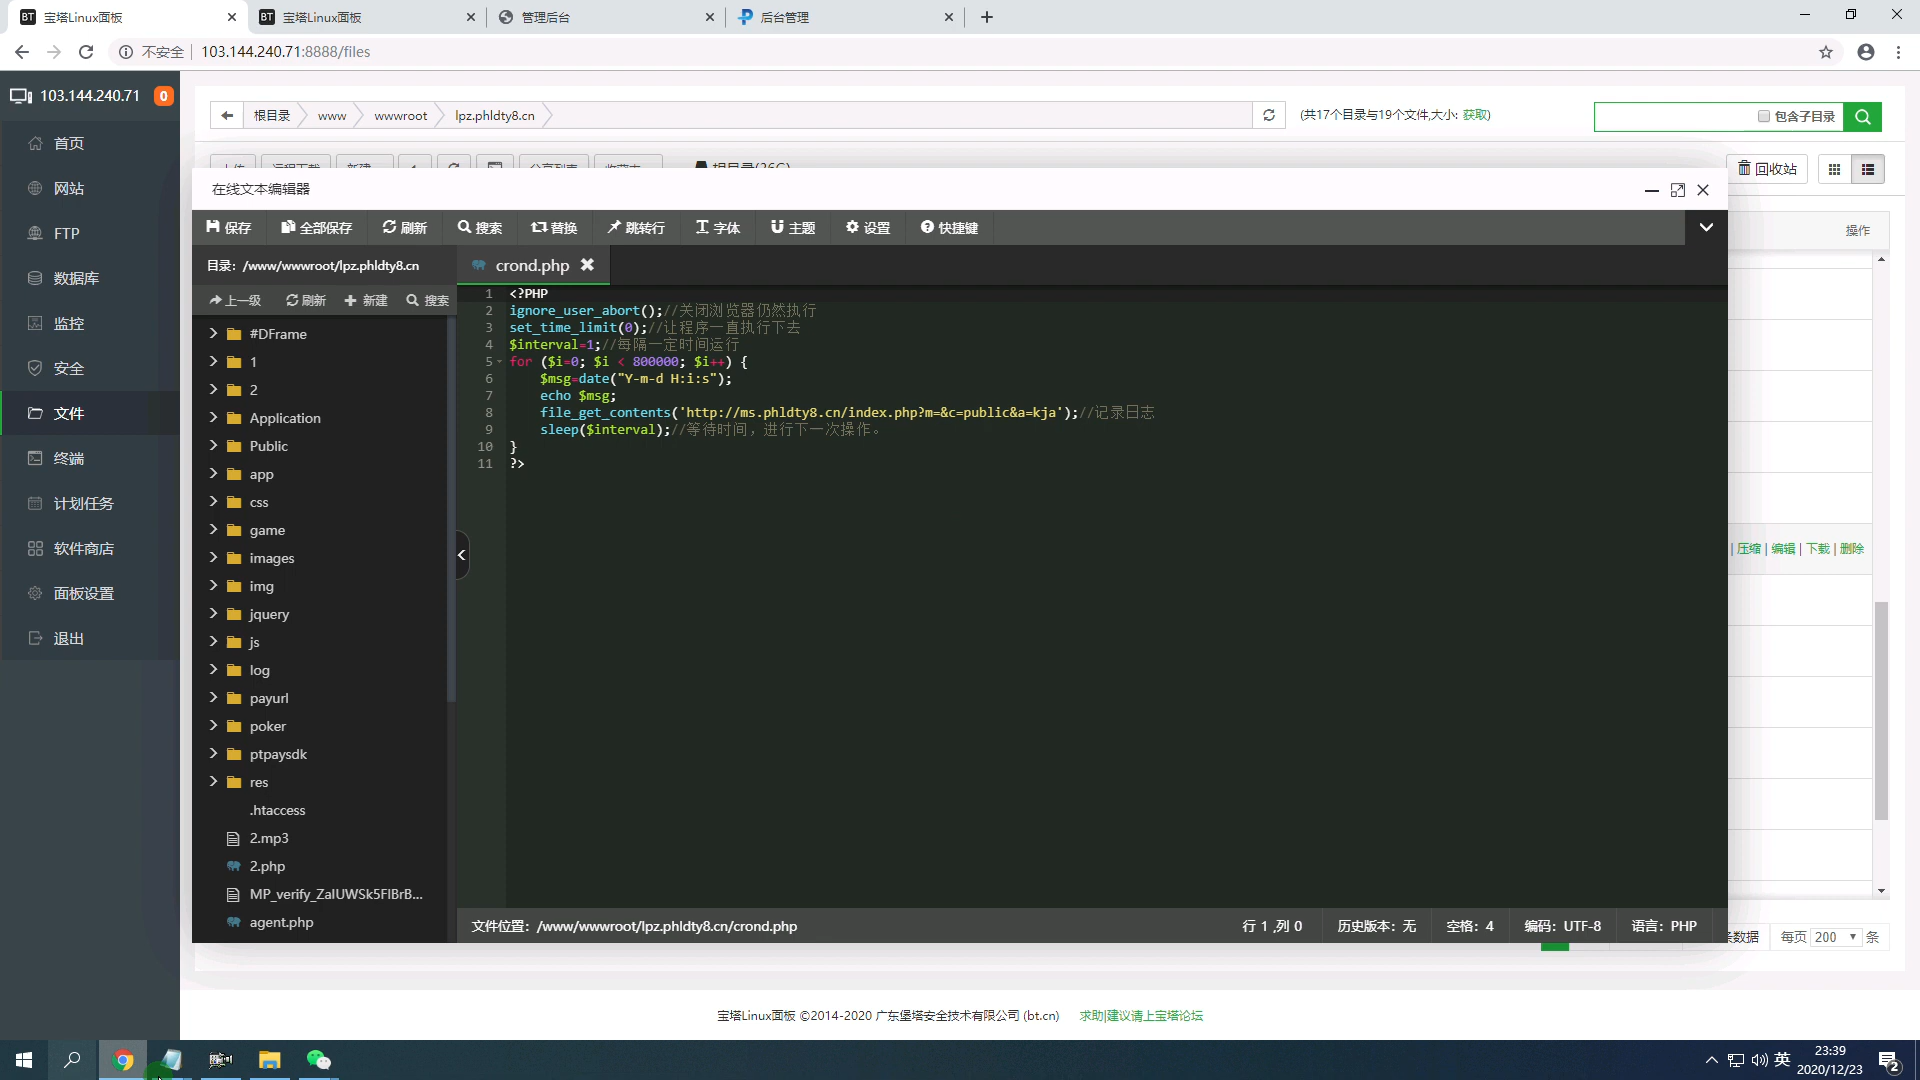 宝塔Linux面板
宝塔Linux面板
管理后台
后台管理
不安全
103.144.240.71:8888/files
103.144.240.71
0
首页
网站
FTP
数据库
监控
安全
文件
终端
计划任务
软件商店
面板设置
退出
根目录
www
wwwroot
lpz.phldty8.cn
(共17个目录与19个文件,大小: 获取)
包含子目录
回收站
操作
在线文本编辑器
保存
全部保存
刷新
搜索
替换
跳转行
字体
主题
设置
快捷键
目录: /www/wwwroot/lpz.phldty8.cn
crond.php
上一级
刷新
新建
搜索
#DFrame
1
2
Application
Public
app
css
game
images
img
jquery
js
log
payurl
poker
ptpaysdk
res
.htaccess
2.mp3
2.php
MP_verify_ZaIUWSk5FIBrB...
agent.php
1 <?PHP
2 ignore_user_abort();//关闭浏览器仍然执行
3 set_time_limit(0);//让程序一直执行下去
4 $interval=1;//每隔一定时间运行
5 for ($i=0; $i < 800000; $i++) {
6 $msg=date("Y-m-d H:i:s");
7 echo $msg;
8 file_get_contents('http://ms.phldty8.cn/index.php?m=&c=public&a=kja');//记录日志
9 sleep($interval);//等待时间，进行下一次操作。
10 }
11 ?>
文件位置: /www/wwwroot/lpz.phldty8.cn/crond.php
行 1 ,列 0
历史版本: 无
空格: 4
编码: UTF-8
语言: PHP
| 压缩 | 编辑 | 下载 | 删除
条数据
每页 200 条
宝塔Linux面板 ©2014-2020 广东堡塔安全技术有限公司 (bt.cn)
求助|建议请上宝塔论坛
英
23:39
2020/12/23
2